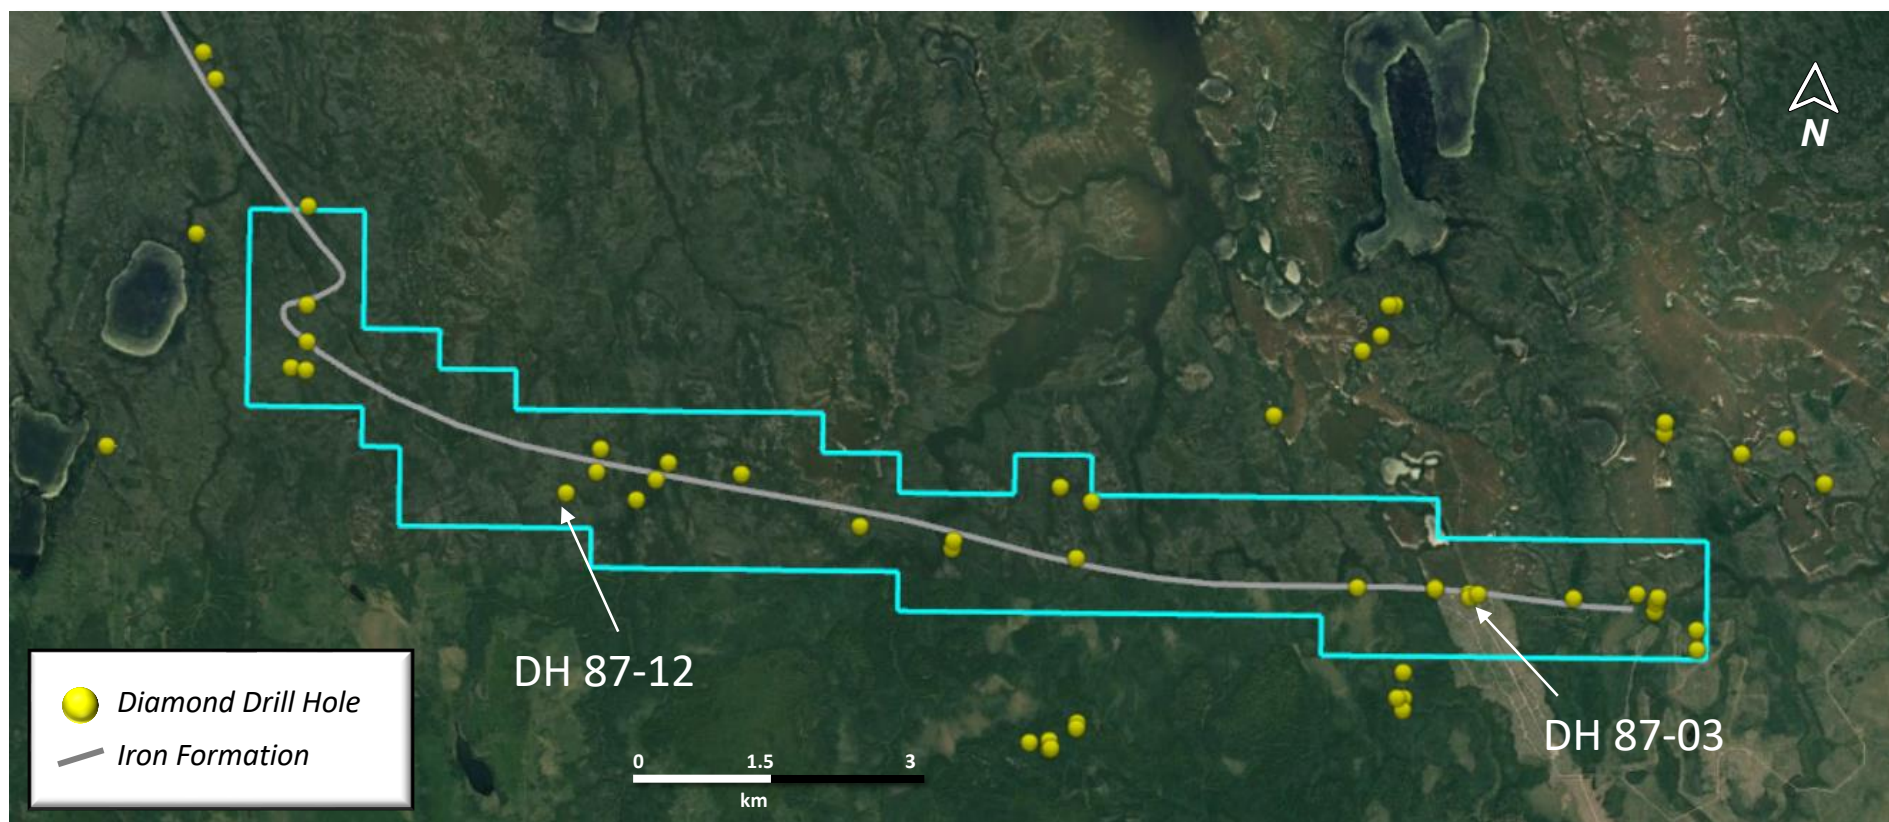 N
DH 87-12
DH 87-03
Diamond Drill Hole
Iron Formation
0 1.5 3
km